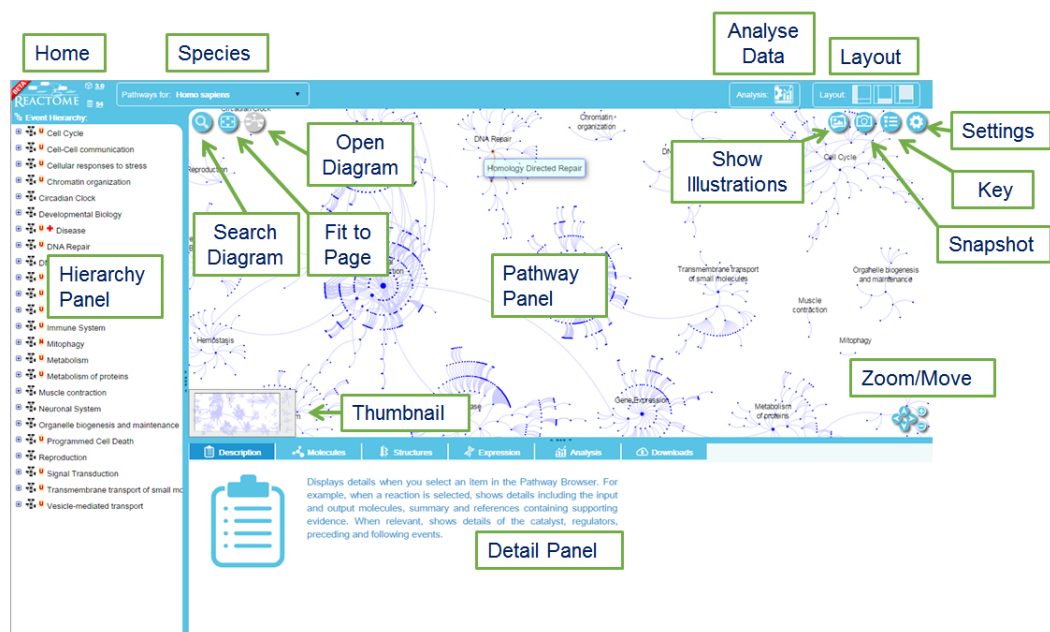 Home
Species
Analyse
Data
Layout
BETA
REACTOME
3.0
54
Pathways for: Homo sapiens
Analysis:
Layout:
Event Hierarchy:
Cell Cycle
Cell-Cell communication
Cellular responses to stress
Chromatin organization
Circadian Clock
Developmental Biology
Disease
DNA Repair
Hierarchy
Panel
Immune System
Mitophagy
Metabolism
Metabolism of proteins
Muscle contraction
Neuronal System
Organelle biogenesis and maintenance
Programmed Cell Death
Reproduction
Signal Transduction
Transmembrane transport of small mo
Vesicle-mediated transport
Circadian Clock
Open
Diagram
DNA Repair
Homology Directed Repair
Chromatin
organization
Show
Illustrations
Cell Cycle
Settings
Key
Snapshot
Reproduction
Search
Diagram
Fit to
Page
Pathway
Panel
Transmembrane transport
of small molecules
Organelle biogenesis
and maintenance
Muscle
contraction
Hemostasis
Mitophagy
Zoom/Move
Thumbnail
Gene Expression
Metabolism
of proteins
Description
Molecules
Structures
Expression
Analysis
Downloads
Displays details when you select an item in the Pathway Browser. For
example, when a reaction is selected, shows details including the input
and output molecules, summary and references containing supporting
evidence. When relevant, shows details of the catalyst, regulators,
preceding and following events.
Detail Panel